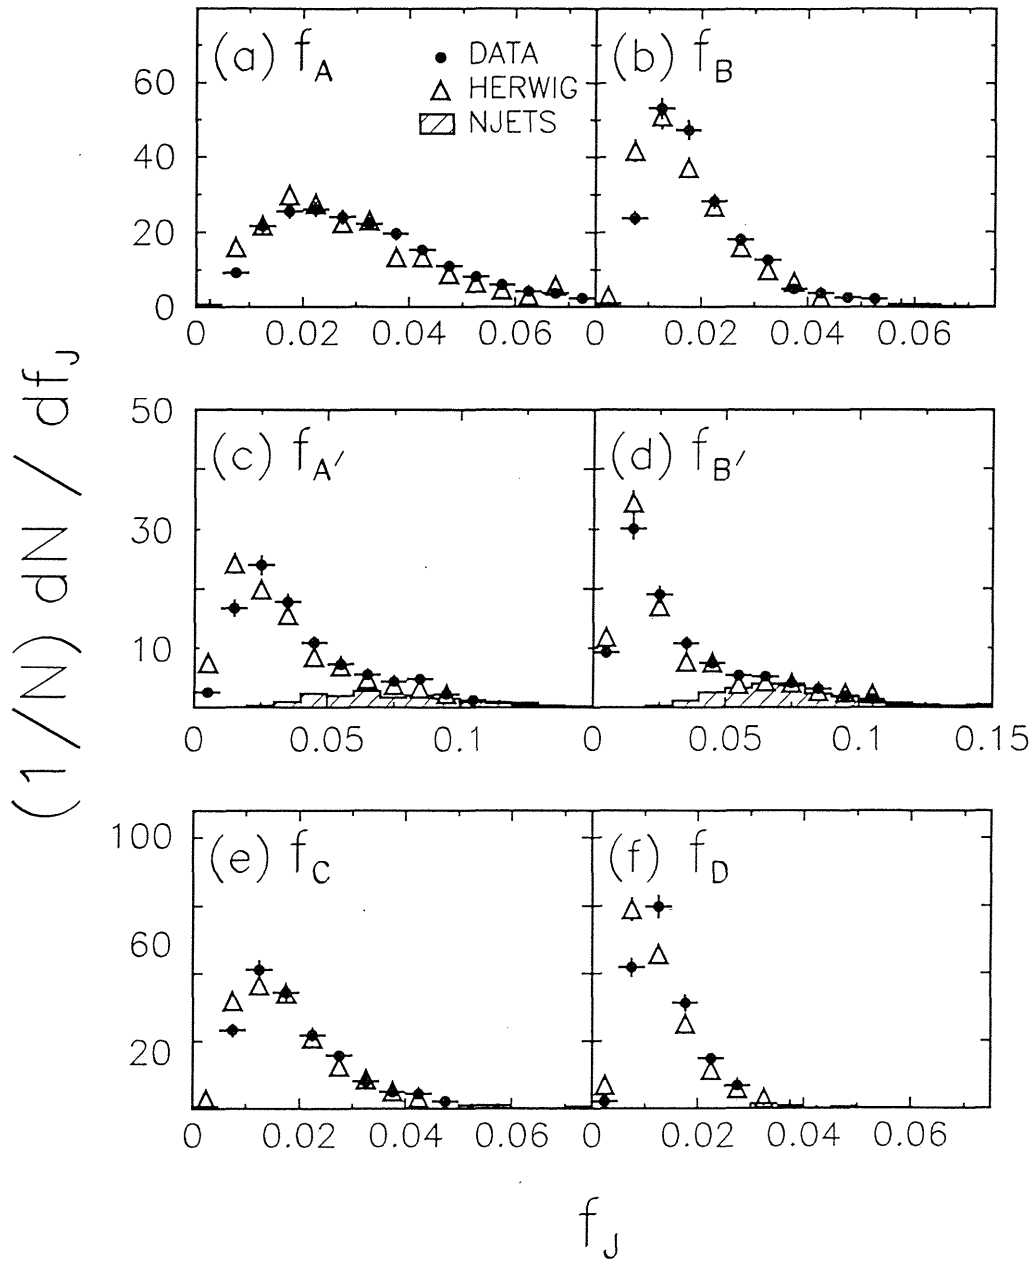 (a) f_A
● DATA
△ HERWIG
NJETS
(b) f_B
60
40
20
0
0 0.02 0.04 0.06 0 0.02 0.04 0.06
(c) f_A′
(d) f_B′
50
30
10
0 0.05 0.1 0 0.05 0.1 0.15
(e) f_C
(f) f_D
100
60
20
0 0.02 0.04 0.06 0 0.02 0.04 0.06
(1/N) dN / df_J
f_J